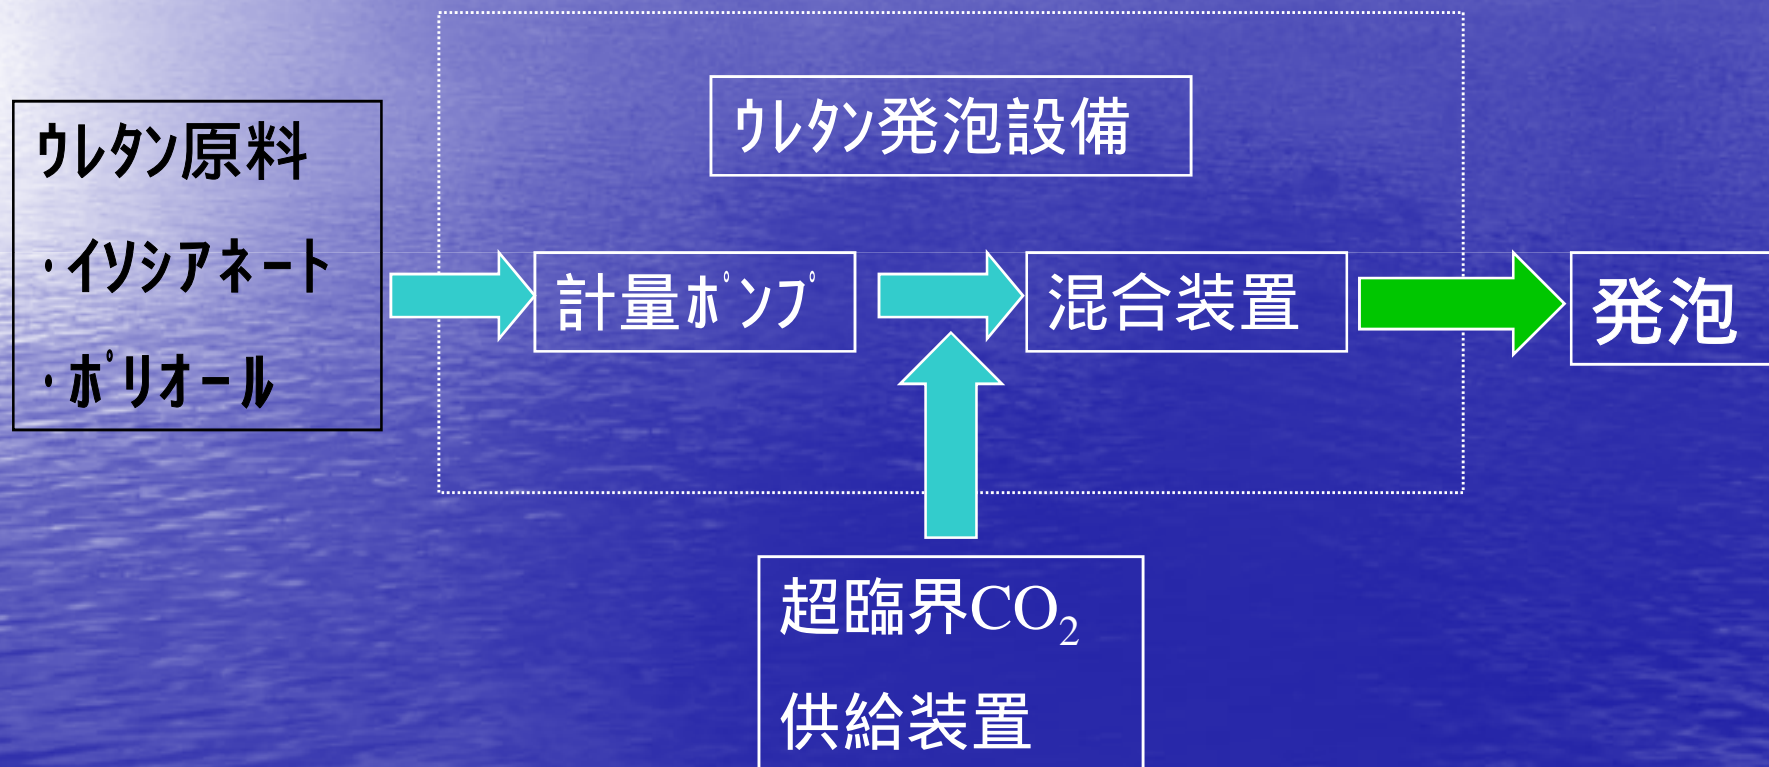 ｳﾚﾀﾝ発泡設備
ｳﾚﾀﾝ原料
･ｲｿｼｱﾈｰﾄ
･ﾎﾟﾘｵｰﾙ
計量ﾎﾟﾝﾌﾟ
混合装置
発泡
超臨界CO₂
供給装置